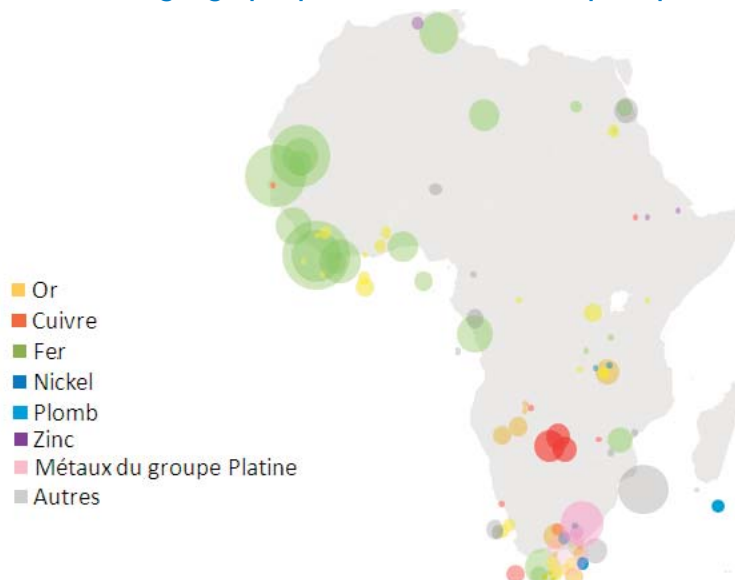 Or
Cuivre
Fer
Nickel
Plomb
Zinc
Métaux du groupe Platine
Autres